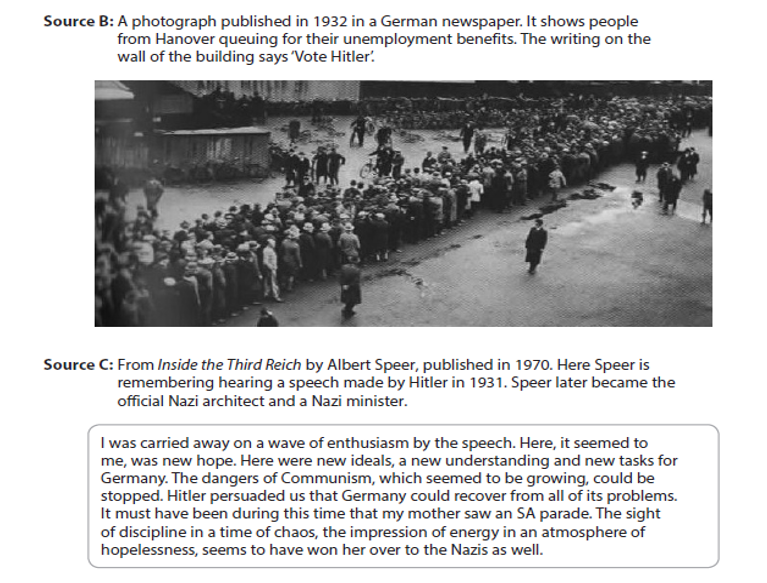 Source B: A photograph published in 1932 in a German newspaper. It shows people
from Hanover queuing for their unemployment benefits. The writing on the
wall of the building says ‘Vote Hitler’.
Source C: From Inside the Third Reich by Albert Speer, published in 1970. Here Speer is
remembering hearing a speech made by Hitler in 1931. Speer later became the
official Nazi architect and a Nazi minister.
I was carried away on a wave of enthusiasm by the speech. Here, it seemed to
me, was new hope. Here were new ideals, a new understanding and new tasks for
Germany. The dangers of Communism, which seemed to be growing, could be
stopped. Hitler persuaded us that Germany could recover from all of its problems.
It must have been during this time that my mother saw an SA parade. The sight
of discipline in a time of chaos, the impression of energy in an atmosphere of
hopelessness, seems to have won her over to the Nazis as well.